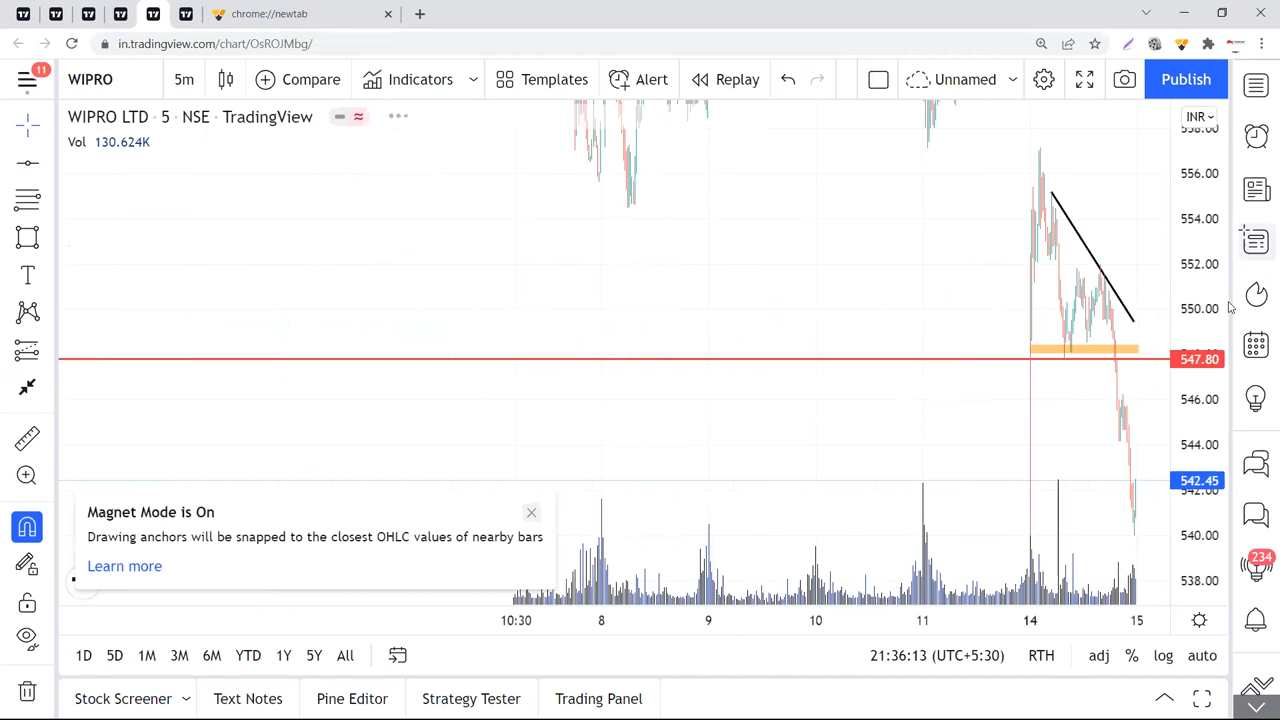 chrome://newtab
in.tradingview.com/chart/OsROJMbg/
11
WIPRO
5m
Compare
Indicators
Templates
Alert
Replay
Unnamed
Publish
WIPRO LTD · 5 · NSE · TradingView
INR
Vol 130.624K
558.00
556.00
554.00
552.00
550.00
547.80
546.00
544.00
542.45
542.00
540.00
538.00
Magnet Mode is On
Drawing anchors will be snapped to the closest OHLC values of nearby bars
Learn more
234
10:30 8 9 10 11 14 15
1D 5D 1M 3M 6M YTD 1Y 5Y All
21:36:13 (UTC+5:30) RTH adj % log auto
Stock Screener Text Notes Pine Editor Strategy Tester Trading Panel